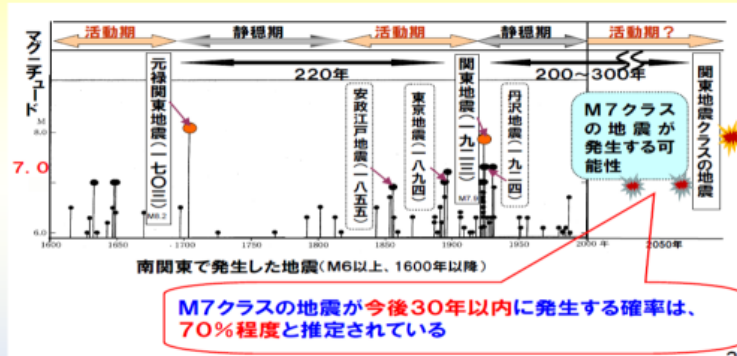 活動期
静穏期
活動期
静穏期
活動期?
マグニチュード
M
8.0
7.0
6.0
220年
200~300年
元禄関東地震(一七〇三)
M8.2
安政江戸地震(一八五五)
東京地震(一八九四)
関東地震(一九二三)
M7.9
丹沢地震(一九二四)
M7クラス
の地震が
発生する可
能性
関東地震クラスの地震
1600
1650
1700
1750
1800
1850
1900
1950
2000年
2050年
南関東で発生した地震(M6以上、1600年以降)
M7クラスの地震が今後30年以内に発生する確率は、
70%程度と推定されている